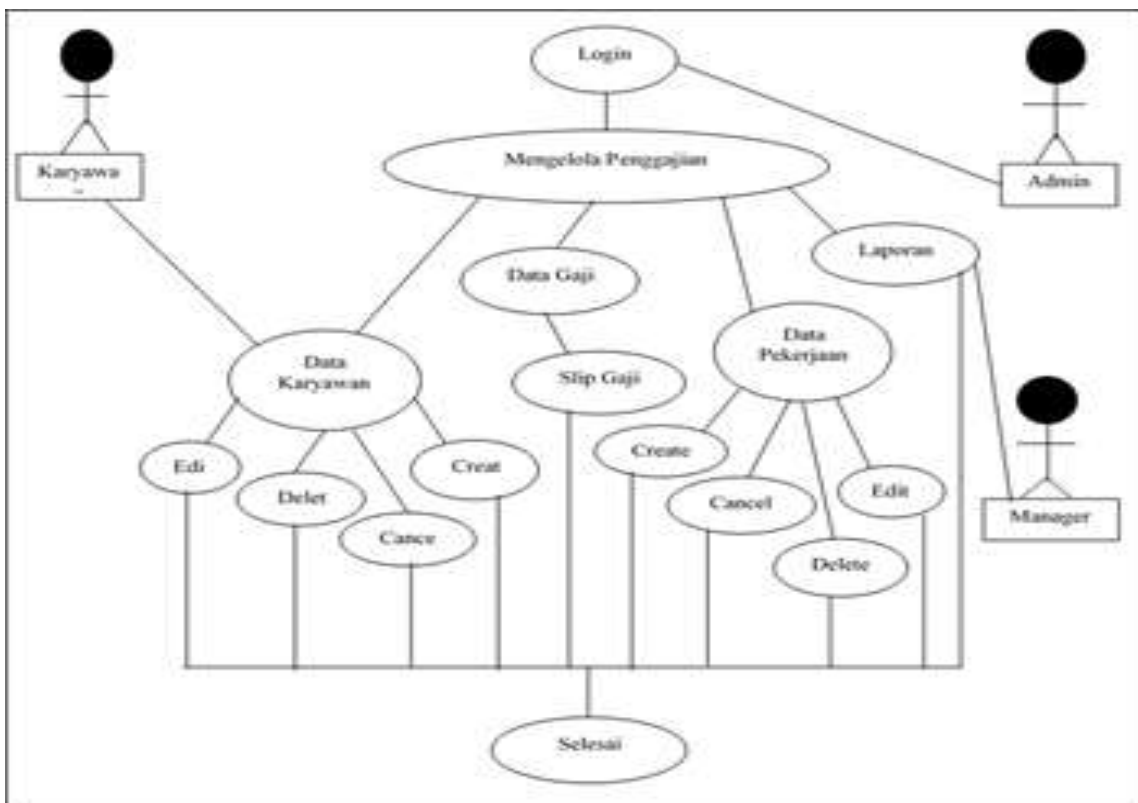 Login
Mengelola Penggajian
Karyawa
Admin
Laporan
Data Gaji
Data
Pekerjaan
Data
Karyawan
Slip Gaji
Create
Creat
Edi
Delet
Cance
Cancel
Edit
Delete
Manager
Selesai